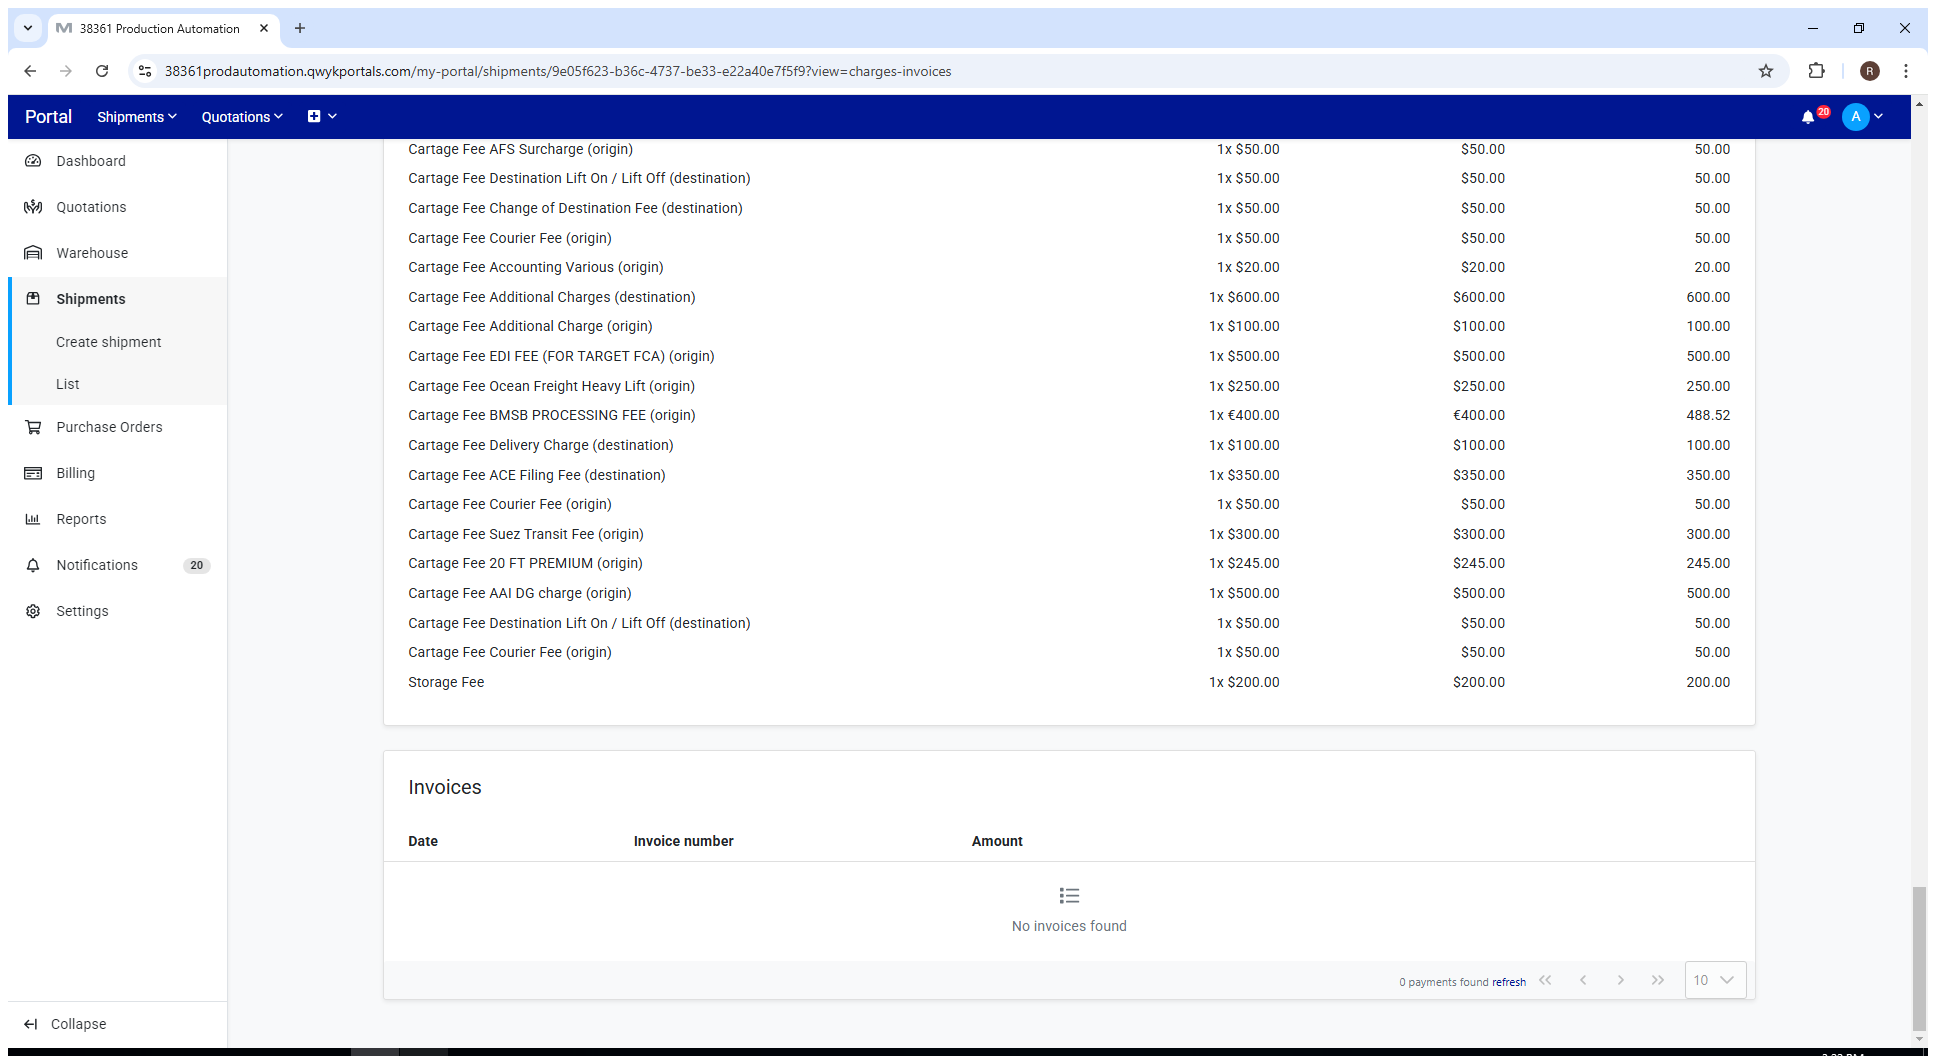 38361 Production Automation
38361prodautomation.qwykportals.com/my-portal/shipments/9e05f623-b36c-4737-be33-e22a40e7f5f9?view=charges-invoices
R
Portal Shipments Quotations 20 A
Dashboard
Quotations
Warehouse
Shipments
Create shipment
List
Purchase Orders
Billing
Reports
Notifications 20
Settings
Collapse
Cartage Fee AFS Surcharge (origin) 1x $50.00 $50.00 50.00
Cartage Fee Destination Lift On / Lift Off (destination) 1x $50.00 $50.00 50.00
Cartage Fee Change of Destination Fee (destination) 1x $50.00 $50.00 50.00
Cartage Fee Courier Fee (origin) 1x $50.00 $50.00 50.00
Cartage Fee Accounting Various (origin) 1x $20.00 $20.00 20.00
Cartage Fee Additional Charges (destination) 1x $600.00 $600.00 600.00
Cartage Fee Additional Charge (origin) 1x $100.00 $100.00 100.00
Cartage Fee EDI FEE (FOR TARGET FCA) (origin) 1x $500.00 $500.00 500.00
Cartage Fee Ocean Freight Heavy Lift (origin) 1x $250.00 $250.00 250.00
Cartage Fee BMSB PROCESSING FEE (origin) 1x €400.00 €400.00 488.52
Cartage Fee Delivery Charge (destination) 1x $100.00 $100.00 100.00
Cartage Fee ACE Filing Fee (destination) 1x $350.00 $350.00 350.00
Cartage Fee Courier Fee (origin) 1x $50.00 $50.00 50.00
Cartage Fee Suez Transit Fee (origin) 1x $300.00 $300.00 300.00
Cartage Fee 20 FT PREMIUM (origin) 1x $245.00 $245.00 245.00
Cartage Fee AAI DG charge (origin) 1x $500.00 $500.00 500.00
Cartage Fee Destination Lift On / Lift Off (destination) 1x $50.00 $50.00 50.00
Cartage Fee Courier Fee (origin) 1x $50.00 $50.00 50.00
Storage Fee 1x $200.00 $200.00 200.00
Invoices
Date Invoice number Amount
No invoices found
0 payments found refresh 10